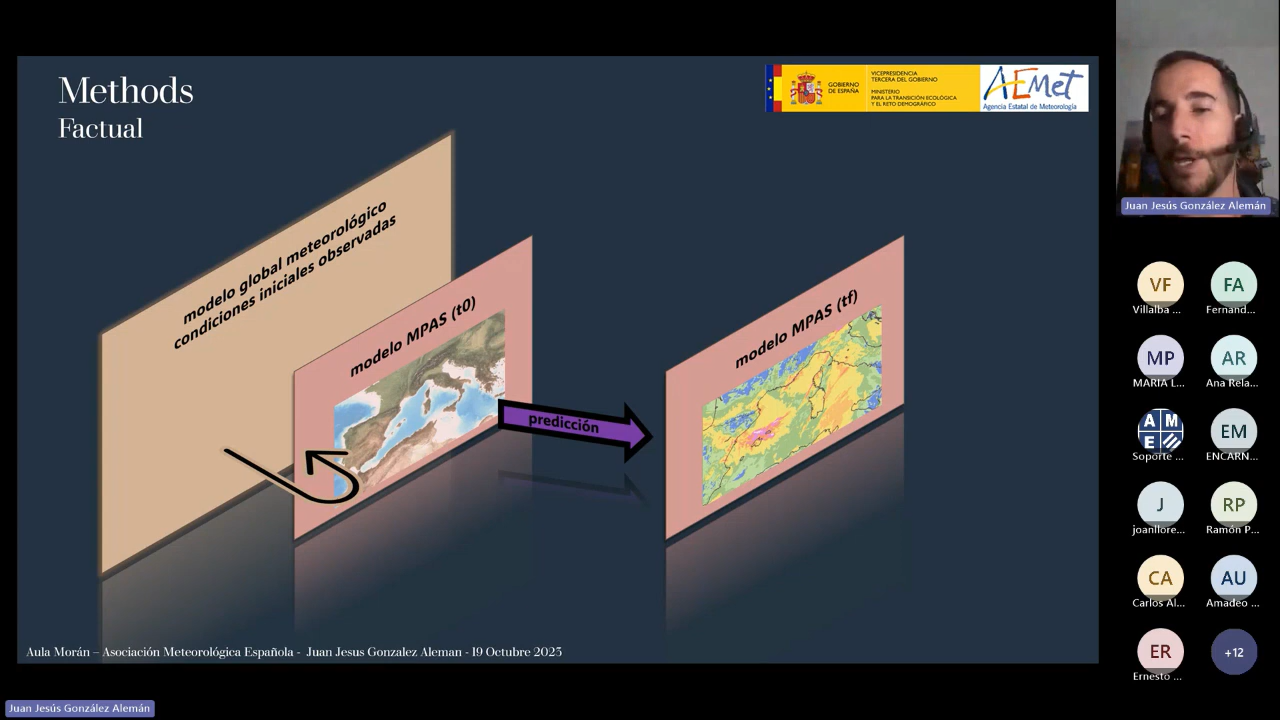 Methods
Factual
GOBIERNO
DE ESPAÑA
VICEPRESIDENCIA
TERCERA DEL GOBIERNO
MINISTERIO
PARA LA TRANSICIÓN ECOLÓGICA
Y EL RETO DEMOGRÁFICO
AEMet
Agencia Estatal de Meteorología
modelo global meteorológico
condiciones iniciales observadas
modelo MPAS (t0)
predicción
modelo MPAS (tf)
Aula Morán – Asociación Meteorológica Española - Juan Jesus Gonzalez Aleman - 19 Octubre 2023
Juan Jesús González Alemán
Juan Jesús González Alemán
VF
Villalba ...
FA
Fernand...
MP
MARIA L...
AR
Ana Rela...
A M
E
Soporte ...
EM
ENCARN...
J
joanllore...
RP
Ramón P...
CA
Carlos Al...
AU
Amadeo ...
ER
Ernesto ...
+12